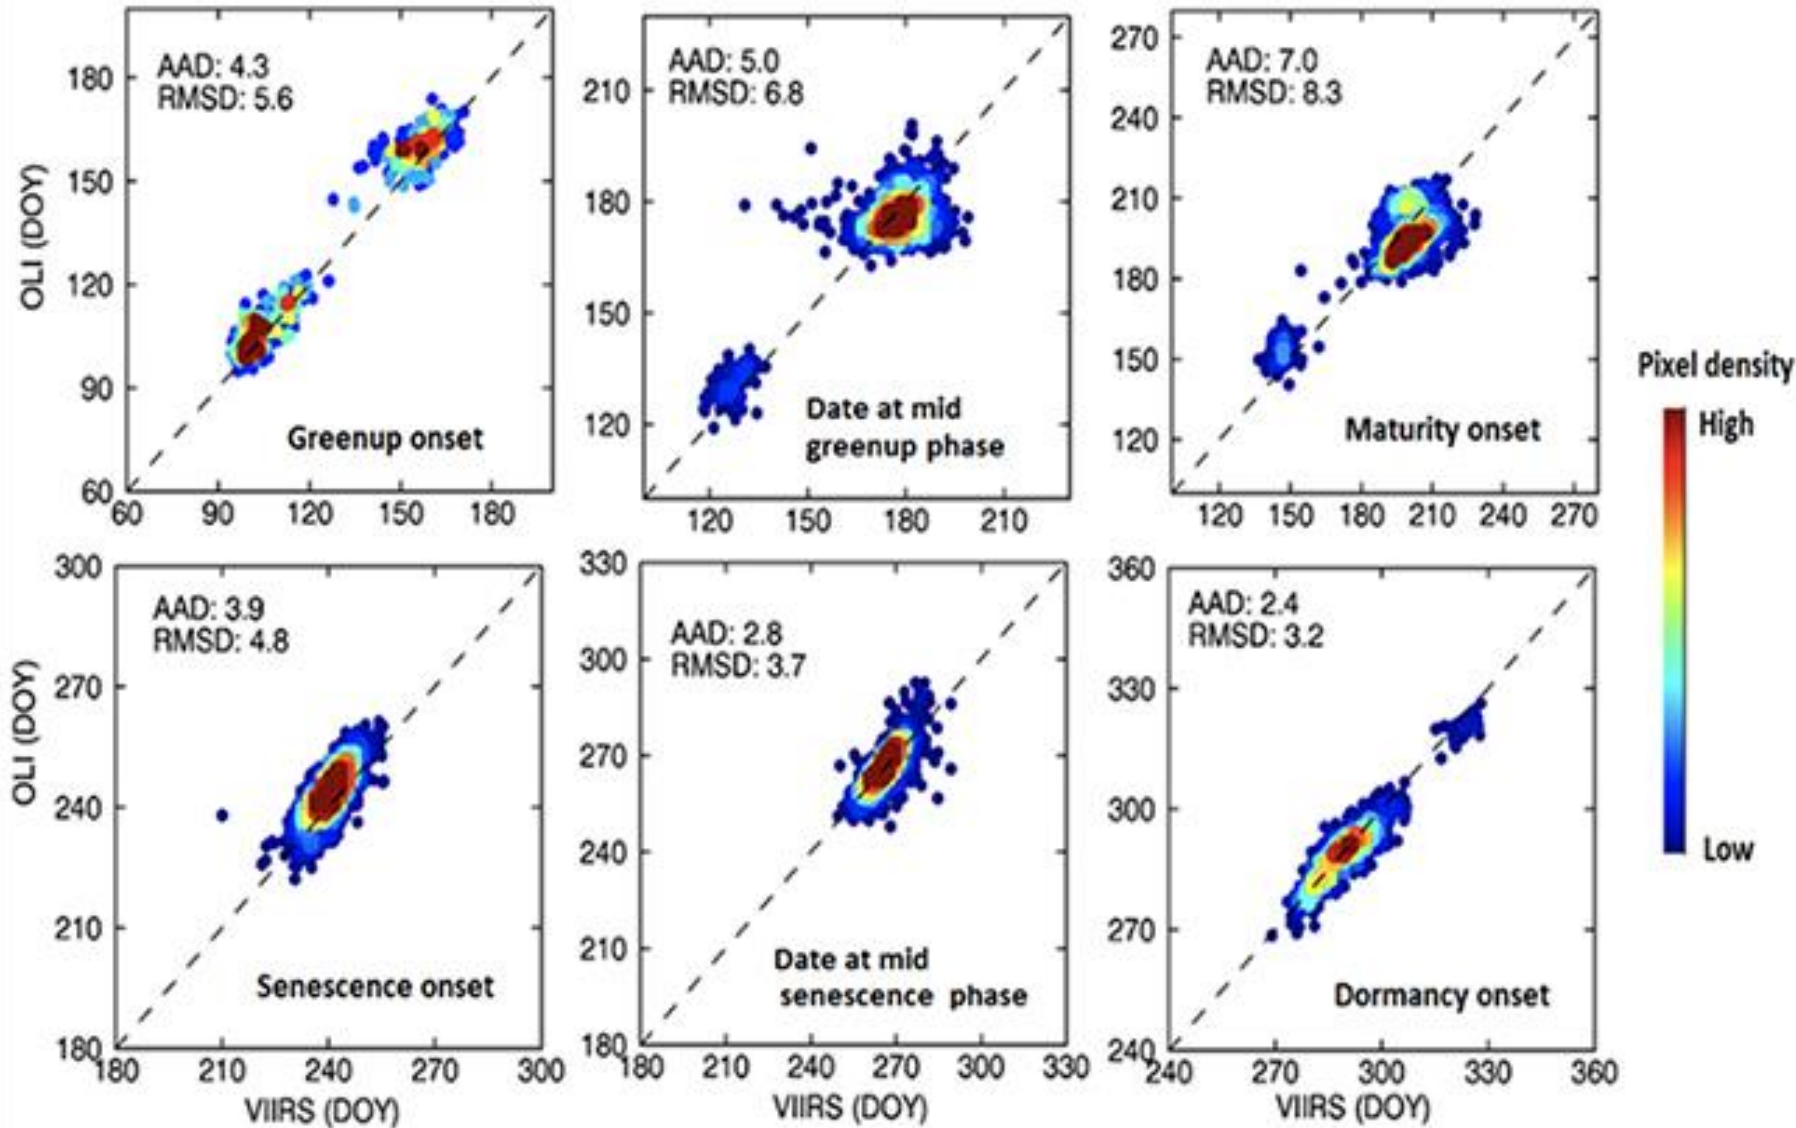 AAD: 4.3
RMSD: 5.6
Greenup onset
OLI (DOY)
180
150
120
90
60
60 90 120 150 180
AAD: 5.0
RMSD: 6.8
Date at mid
greenup phase
210
180
150
120
120 150 180 210
AAD: 7.0
RMSD: 8.3
Maturity onset
270
240
210
180
150
120
120 150 180 210 240 270
Pixel density
High
Low
AAD: 3.9
RMSD: 4.8
Senescence onset
OLI (DOY)
300
270
240
210
180
180 210 240 270 300
VIIRS (DOY)
AAD: 2.8
RMSD: 3.7
Date at mid
senescence phase
330
300
270
240
210
180
180 210 240 270 300 330
VIIRS (DOY)
AAD: 2.4
RMSD: 3.2
Dormancy onset
360
330
300
270
240
240 270 300 330 360
VIIRS (DOY)